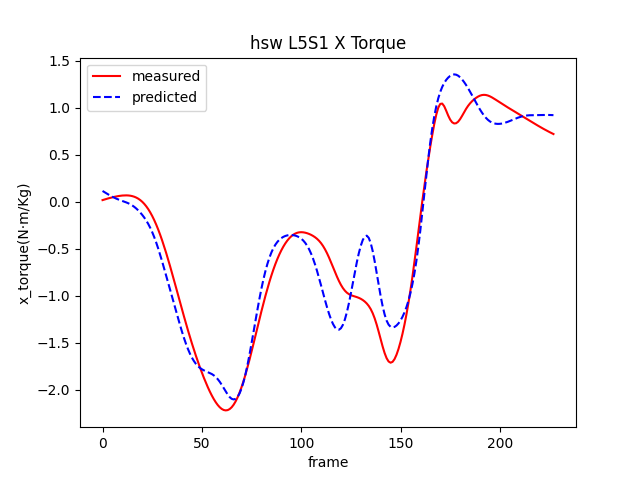 hsw L5S1 X Torque
measured
predicted
1.5
1.0
0.5
0.0
−0.5
−1.0
−1.5
−2.0
x_torque(N·m/Kg)
0 50 100 150 200
frame